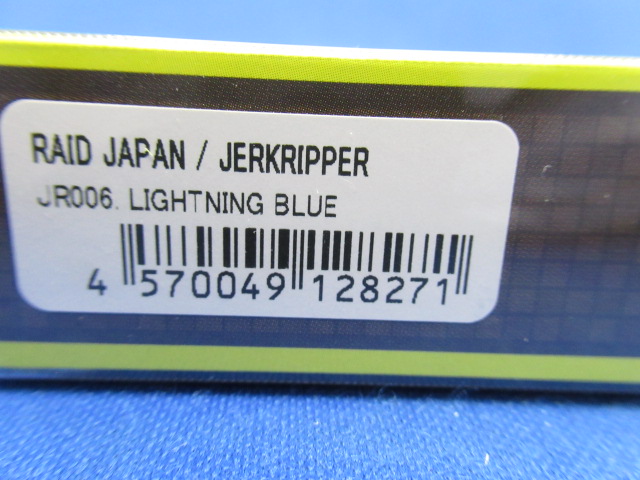 RAID JAPAN / JERKRIPPER
JR006. LIGHTNING BLUE
4 570049 128271